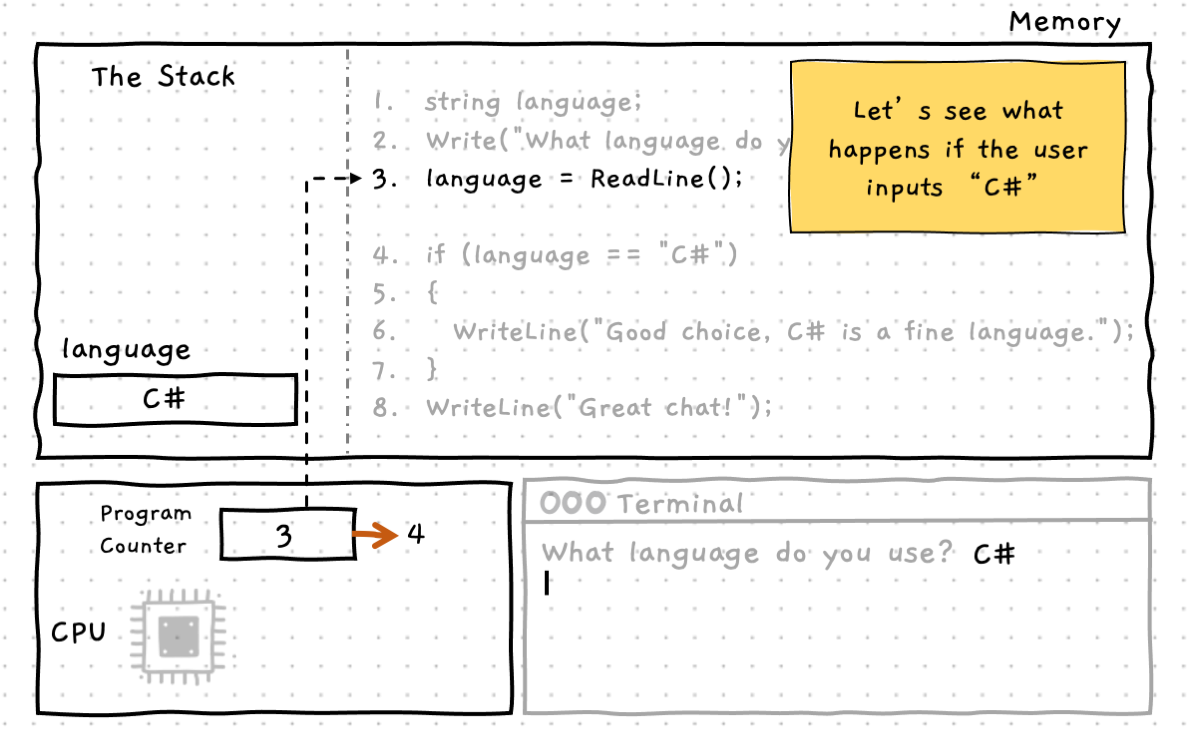 Memory
The Stack
1. string language;
2. Write("What language do y
3. language = ReadLine();
4. if (language == "C#")
5. {
6. WriteLine("Good choice, C# is a fine language.");
7. }
8. WriteLine("Great chat!");
Let's see what
happens if the user
inputs “C#”
language
C#
Program
Counter
3
4
CPU
Terminal
What language do you use? C#